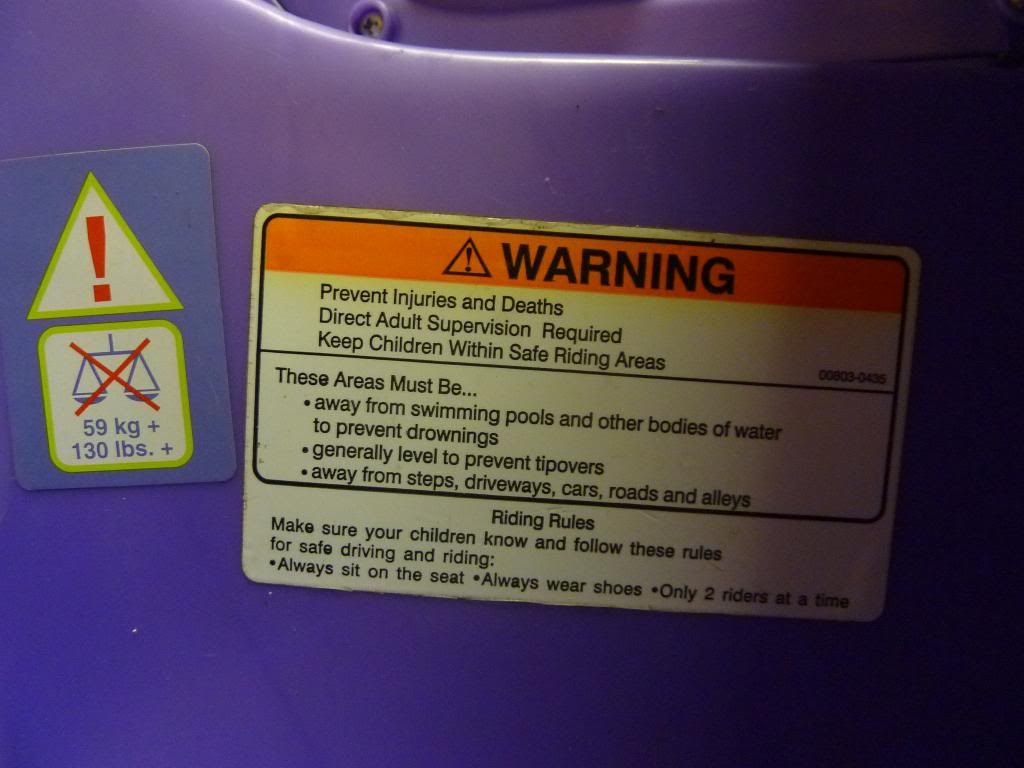 59 kg +
130 lbs. +
WARNING
Prevent Injuries and Deaths
Direct Adult Supervision Required
Keep Children Within Safe Riding Areas
00803-0435
These Areas Must Be...
• away from swimming pools and other bodies of water
to prevent drownings
• generally level to prevent tipovers
• away from steps, driveways, cars, roads and alleys
Riding Rules
Make sure your children know and follow these rules
for safe driving and riding:
•Always sit on the seat •Always wear shoes •Only 2 riders at a time